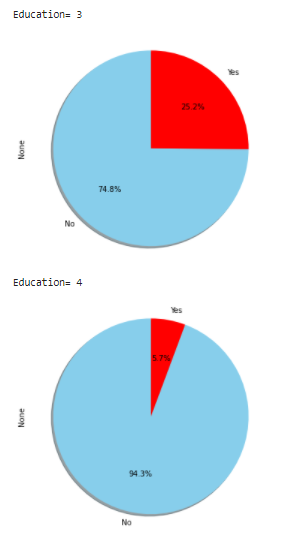 Education= 3
Yes
25.2%
None
74.8%
No
Education= 4
Yes
5.7%
None
94.3%
No